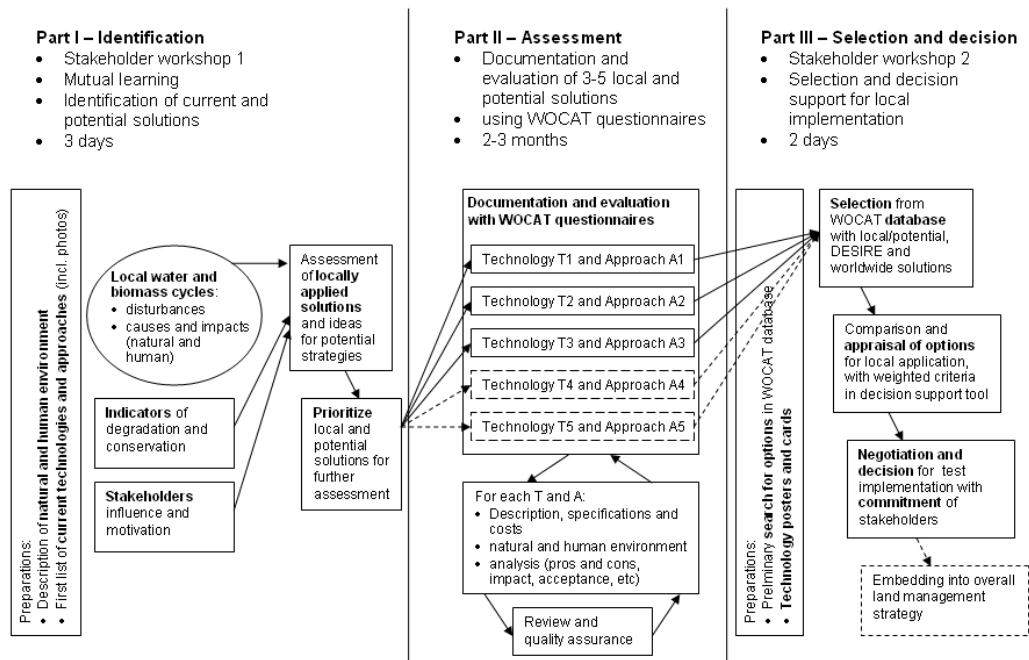 Part I – Identification
• Stakeholder workshop 1
• Mutual learning
• Identification of current and
potential solutions
• 3 days
Preparations:
• Description of natural and human environment
• First list of current technologies and approaches (incl. photos)
Local water and
biomass cycles:
• disturbances
• causes and impacts
(natural and
human)
Indicators of
degradation and
conservation
Stakeholders
influence and
motivation
Assessment
of locally
applied
solutions
and ideas
for potential
strategies
Prioritize
local and
potential
solutions for
further
assessment
Part II – Assessment
• Documentation and
evaluation of 3-5 local and
potential solutions
• using WOCAT questionnaires
• 2-3 months
Documentation and evaluation
with WOCAT questionnaires
Technology T1 and Approach A1
Technology T2 and Approach A2
Technology T3 and Approach A3
Technology T4 and Approach A4
Technology T5 and Approach A5
For each T and A:
• Description, specifications and
costs
• natural and human environment
• analysis (pros and cons,
impact, acceptance, etc)
Review and
quality assurance
Part III – Selection and decision
• Stakeholder workshop 2
• Selection and decision
support for local
implementation
• 2 days
Preparations:
• Prelminary search for options in WOCAT database
• Technology posters and cards
Selection from
WOCAT database
with local/potential,
DESIRE and
worldwide solutions
Comparison and
appraisal of options
for local application,
with weighted criteria
in decision support tool
Negotiation and
decision for test
implementation with
commitment of
stakeholders
Embedding into overall
land management
strategy